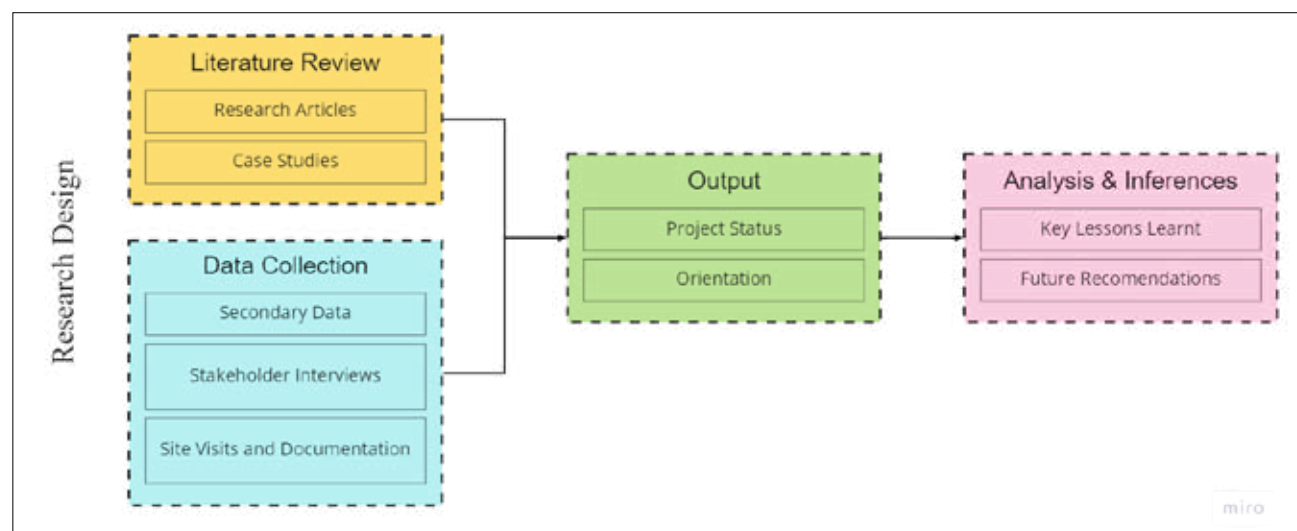 Research Design
Literature Review
Research Articles
Case Studies
Data Collection
Secondary Data
Stakeholder Interviews
Site Visits and Documentation
Output
Project Status
Orientation
Analysis & Inferences
Key Lessons Learnt
Future Recomendations
miro